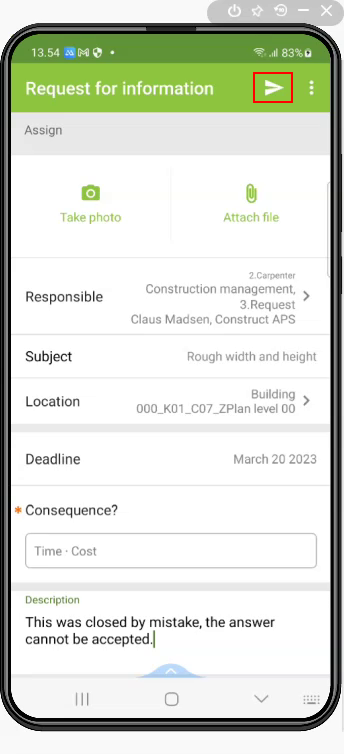 13.54 83%
Request for information
Assign
Take photo
Attach file
2.Carpenter
Construction management,
Responsible
3.Request
Claus Madsen, Construct APS
Subject Rough width and height
Building
Location
000_K01_C07_ZPlan level 00
Deadline March 20 2023
* Consequence?
Time · Cost
Description
This was closed by mistake, the answer
cannot be accepted.